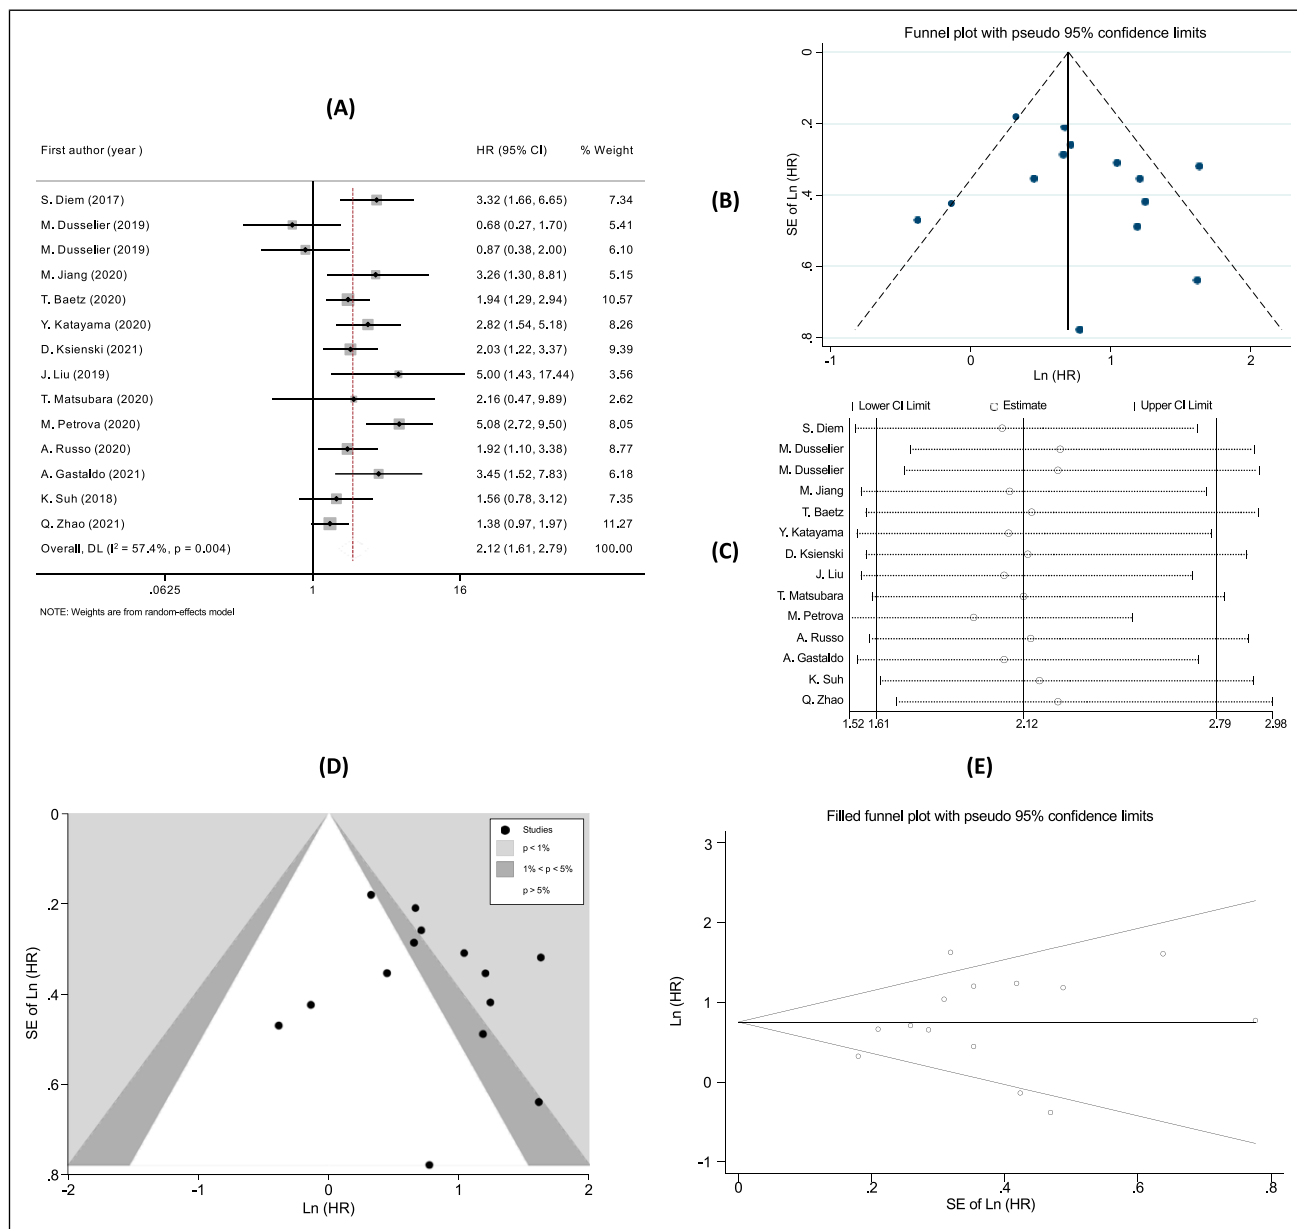 (A)
First author (year ) HR (95% CI) % Weight
S. Diem (2017) 3.32 (1.66, 6.65) 7.34
M. Dusselier (2019) 0.68 (0.27, 1.70) 5.41
M. Dusselier (2019) 0.87 (0.38, 2.00) 6.10
M. Jiang (2020) 3.26 (1.30, 8.81) 5.15
T. Baetz (2020) 1.94 (1.29, 2.94) 10.57
Y. Katayama (2020) 2.82 (1.54, 5.18) 8.26
D. Ksienski (2021) 2.03 (1.22, 3.37) 9.39
J. Liu (2019) 5.00 (1.43, 17.44) 3.56
T. Matsubara (2020) 2.16 (0.47, 9.89) 2.62
M. Petrova (2020) 5.08 (2.72, 9.50) 8.05
A. Russo (2020) 1.92 (1.10, 3.38) 8.77
A. Gastaldo (2021) 3.45 (1.52, 7.83) 6.18
K. Suh (2018) 1.56 (0.78, 3.12) 7.35
Q. Zhao (2021) 1.38 (0.97, 1.97) 11.27
Overall, DL (I² = 57.4%, p = 0.004) 2.12 (1.61, 2.79) 100.00
.0625 1 16
NOTE: Weights are from random-effects model
(B)
Funnel plot with pseudo 95% confidence limits
SE of Ln (HR)
0
.2
.4
.6
.8
-1 0 1 2
Ln (HR)
(C)
Lower CI Limit Estimate Upper CI Limit
S. Diem
M. Dusselier
M. Dusselier
M. Jiang
T. Baetz
Y. Katayama
D. Ksienski
J. Liu
T. Matsubara
M. Petrova
A. Russo
A. Gastaldo
K. Suh
Q. Zhao
1.52 1.61 2.12 2.79 2.98
(D)
SE of Ln (HR)
0
.2
.4
.6
.8
Studies
p < 1%
1% < p < 5%
p > 5%
-2 -1 0 1 2
Ln (HR)
(E)
Filled funnel plot with pseudo 95% confidence limits
Ln (HR)
3
2
1
0
-1
0 .2 .4 .6 .8
SE of Ln (HR)